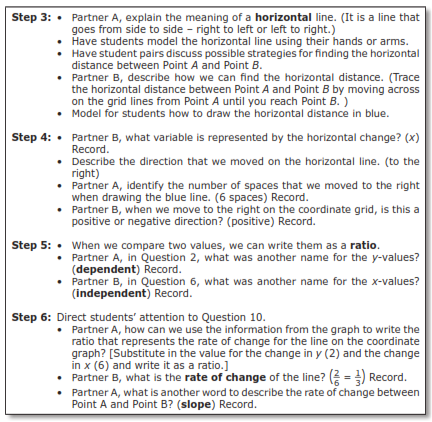 Step 3: • Partner A, explain the meaning of a horizontal line. (It is a line that
goes from side to side – right to left or left to right.)
• Have students model the horizontal line using their hands or arms.
• Have student pairs discuss possible strategies for finding the horizontal
distance between Point A and Point B.
• Partner B, describe how we can find the horizontal distance. (Trace
the horizontal distance between Point A and Point B by moving across
on the grid lines from Point A until you reach Point B. )
• Model for students how to draw the horizontal distance in blue.
Step 4: • Partner B, what variable is represented by the horizontal change? (x)
Record.
• Describe the direction that we moved on the horizontal line. (to the
right)
• Partner A, identify the number of spaces that we moved to the right
when drawing the blue line. (6 spaces) Record.
• Partner B, when we move to the right on the coordinate grid, is this a
positive or negative direction? (positive) Record.
Step 5: • When we compare two values, we can write them as a ratio.
• Partner A, in Question 2, what was another name for the y-values?
(dependent) Record.
• Partner B, in Question 6, what was another name for the x-values?
(independent) Record.
Step 6: Direct students’ attention to Question 10.
• Partner A, how can we use the information from the graph to write the
ratio that represents the rate of change for the line on the coordinate
graph? [Substitute in the value for the change in y (2) and the change
in x (6) and write it as a ratio.]
• Partner B, what is the rate of change of the line? (2/6 = 1/3) Record.
• Partner A, what is another word to describe the rate of change between
Point A and Point B? (slope) Record.